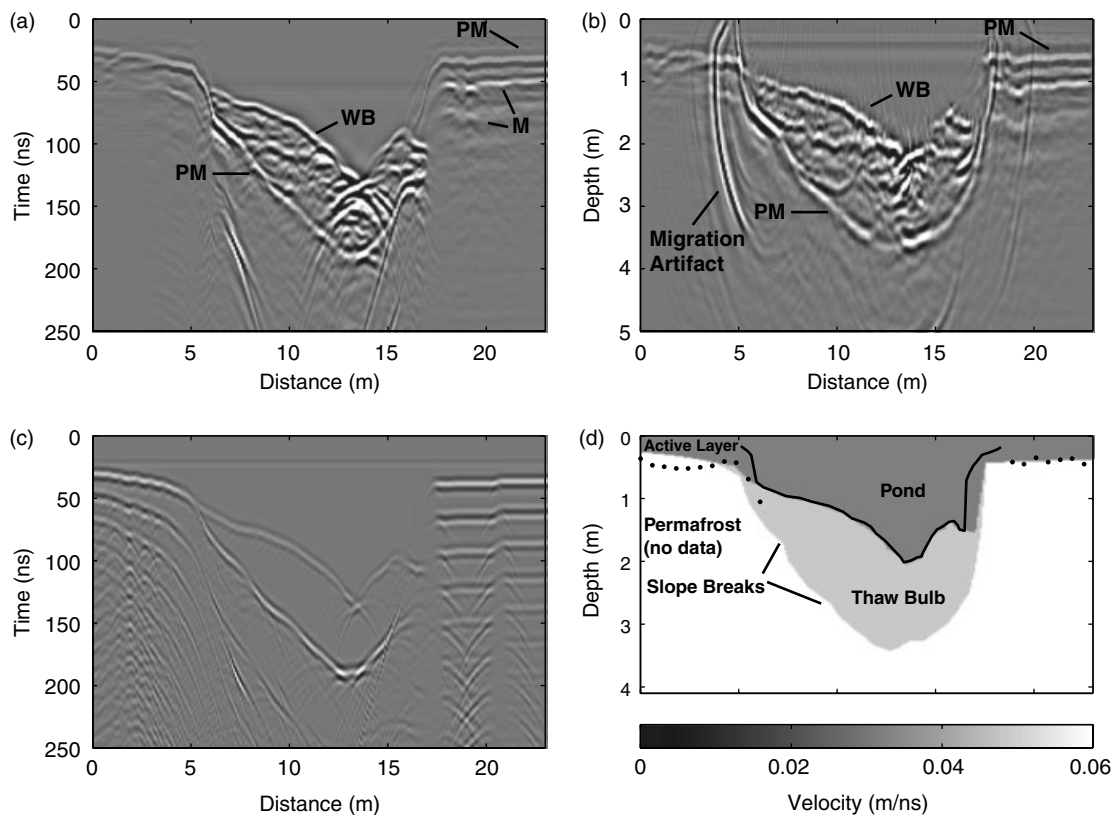 (a)
0
50
100
150
200
250
Time (ns)
PM
WB
M
PM
0 5 10 15 20
Distance (m)
(b)
0
1
2
3
4
5
Depth (m)
PM
WB
PM
Migration
Artifact
0 5 10 15 20
Distance (m)
(c)
0
50
100
150
200
250
Time (ns)
0 5 10 15 20
Distance (m)
(d)
0
1
2
3
4
Depth (m)
Active Layer
Pond
Permafrost
(no data)
Slope Breaks
Thaw Bulb
0 0.02 0.04 0.06
Velocity (m/ns)